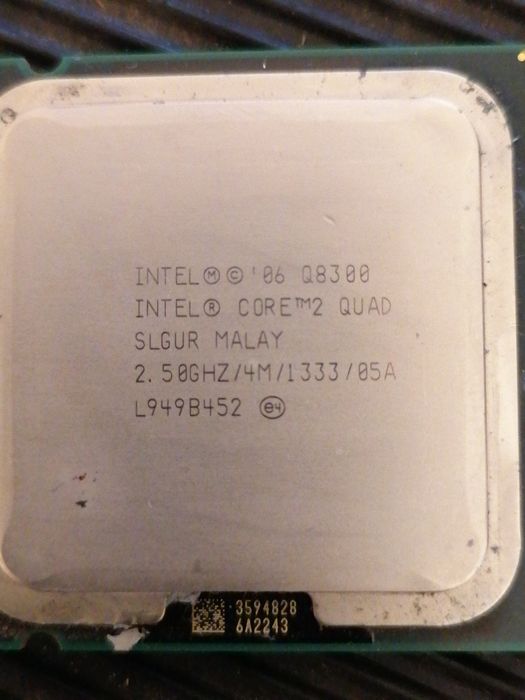 INTEL Ⓜ © '06 Q8300
INTEL® CORE™2 QUAD
SLGUR MALAY
2.50GHZ/4M/1333/05A
L949B452 e4
3594828
6A2243